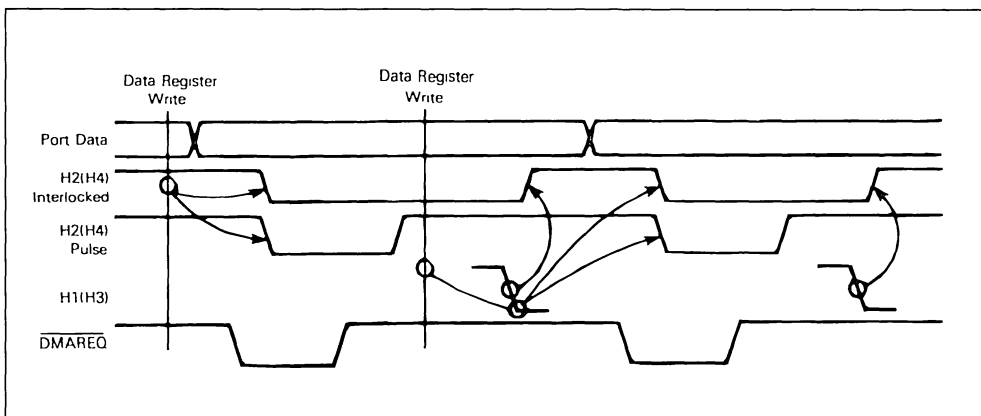 Data Register
Write
Data Register
Write
Port Data
H2(H4)
Interlocked
H2(H4)
Pulse
H1(H3)
DMAREQ